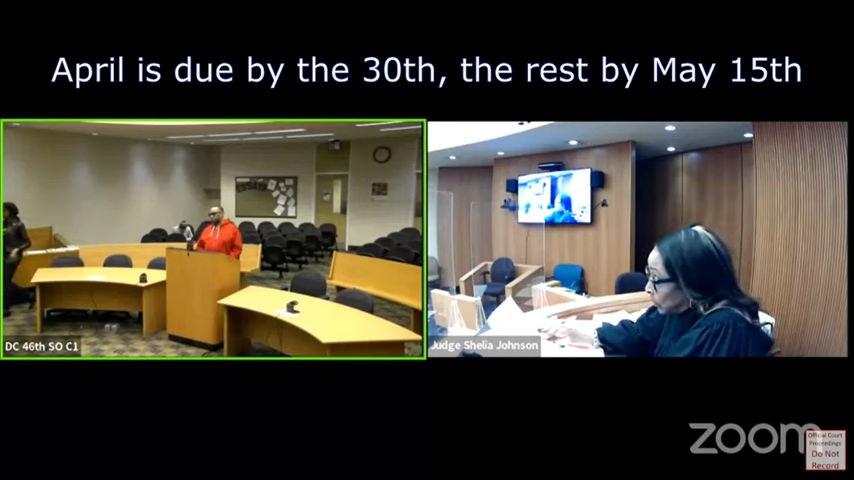 April is due by the 30th, the rest by May 15th
ESSAYS
DC 46th SO C1
Judge Shelia Johnson
zoom
Official Court
Proceedings
Do Not
Record